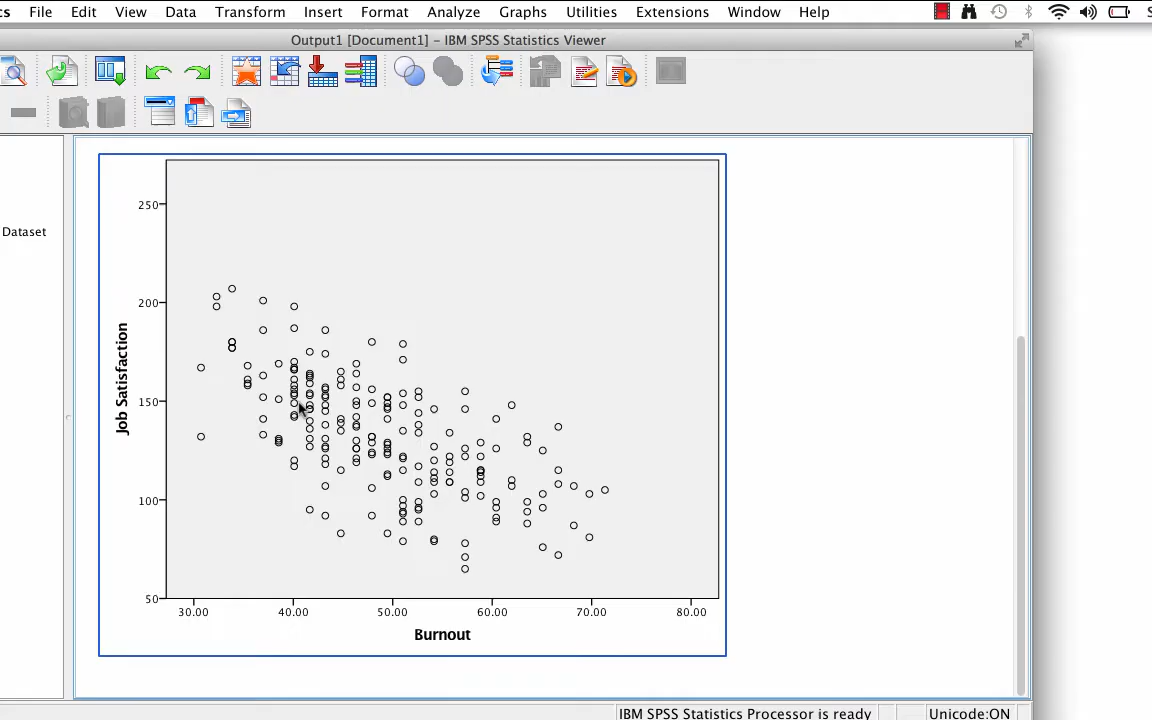 cs File Edit View Data Transform Insert Format Analyze Graphs Utilities Extensions Window Help S
Output1 [Document1] – IBM SPSS Statistics Viewer
Dataset
250
200
150
100
50
Job Satisfaction
30.00 40.00 50.00 60.00 70.00 80.00
Burnout
IBM SPSS Statistics Processor is ready Unicode:ON